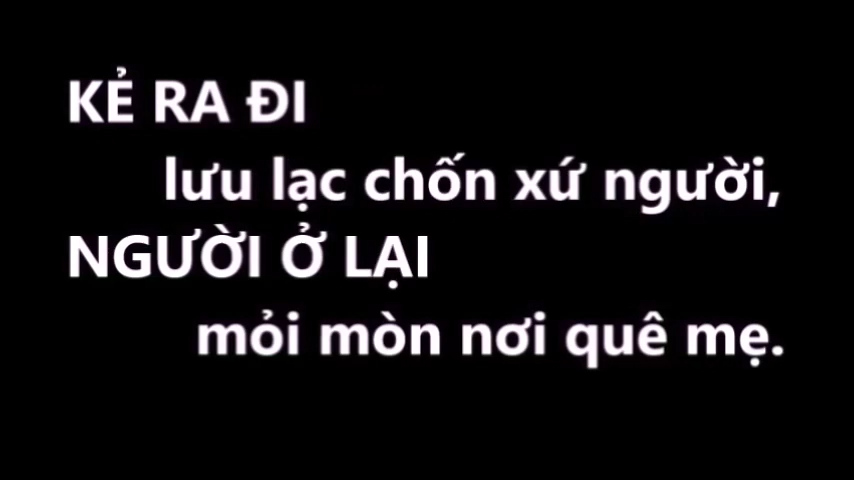 KẺ RA ĐI
lưu lạc chốn xứ người,
NGƯỜI Ở LẠI
mỏi mòn nơi quê mẹ.